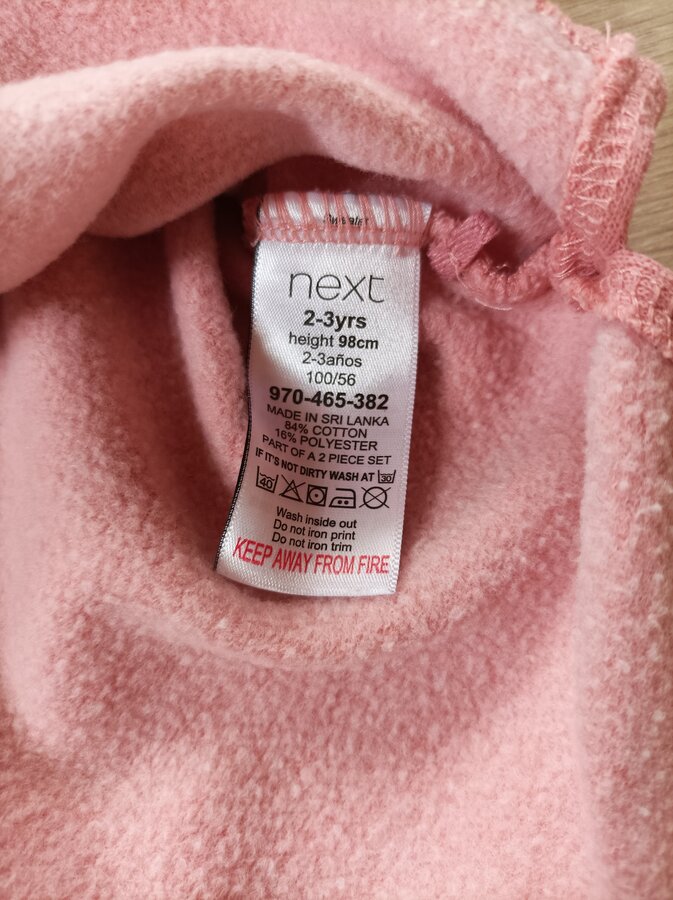 next
2-3yrs
height 98cm
2-3años
100/56
970-465-382
MADE IN SRI LANKA
84% COTTON
16% POLYESTER
PART OF A 2 PIECE SET
IF IT'S NOT DIRTY WASH AT 30
40
Wash inside out
Do not iron print
Do not iron trim
KEEP AWAY FROM FIRE